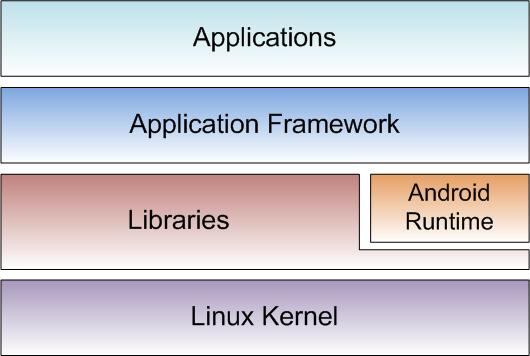 Applications
Application Framework
Libraries
Android
Runtime
Linux Kernel